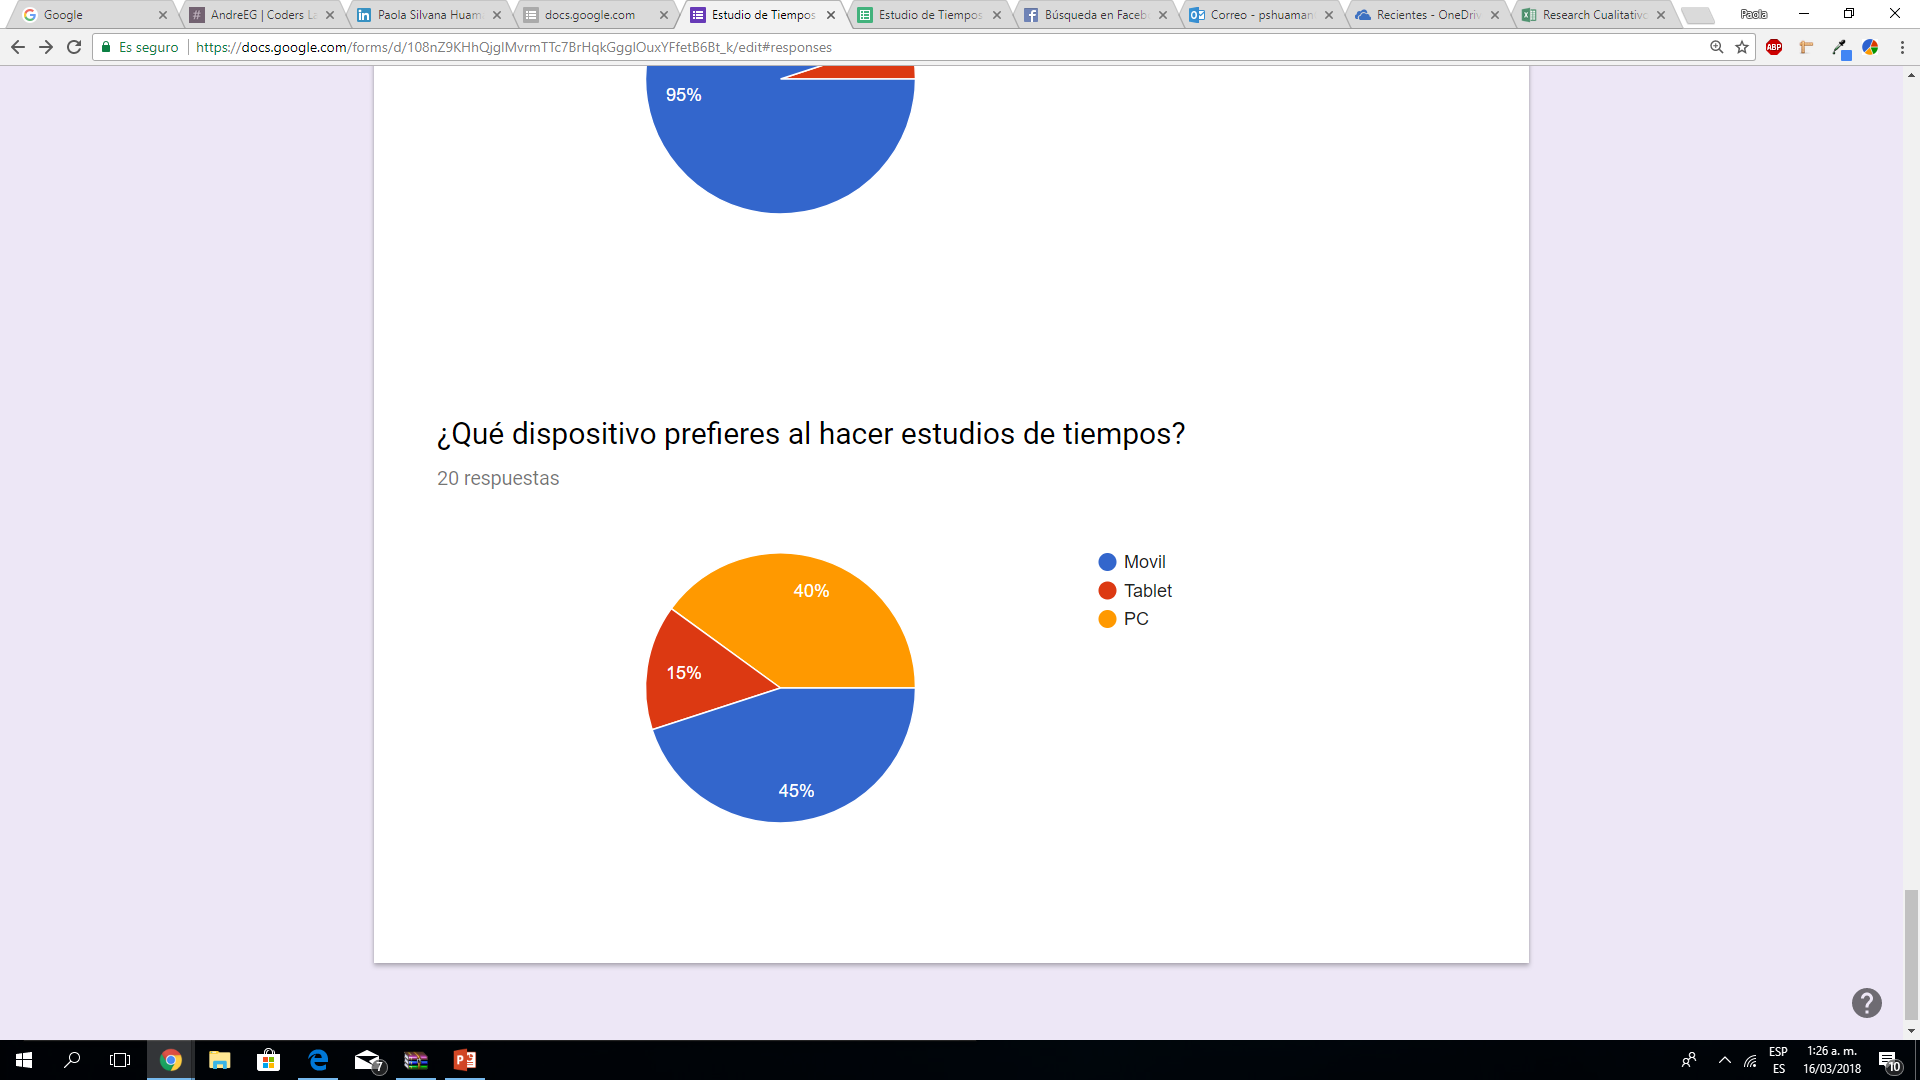 Google
AndreEG | Coders La
Paola Silvana Huam
docs.google.com
Estudio de Tiempos
Estudio de Tiempos
Búsqueda en Faceb
Correo - pshuaman
Recientes - OneDriv
Research Cualitativo
Paola
Es seguro
https://docs.google.com/forms/d/108nZ9KHhQjglMvrmTTc7BrHqkGgglOuxYFfetB6Bt_k/edit#responses
ABP
95%
¿Qué dispositivo prefieres al hacer estudios de tiempos?
20 respuestas
40%
15%
45%
Movil
Tablet
PC
?
7
ESP
ES
1:26 a. m.
16/03/2018
10